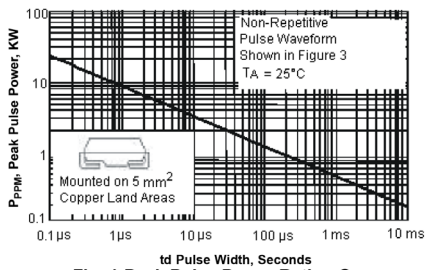 100
10
1
0.1
P_PPM, Peak Pulse Power, KW
Non-Repetitive
Pulse Waveform
Shown in Figure 3
TA = 25°C
Mounted on 5 mm²
Copper Land Areas
0.1 µs 1µs 10 µs 100 µs 1 ms 10 ms
td Pulse Width, Seconds